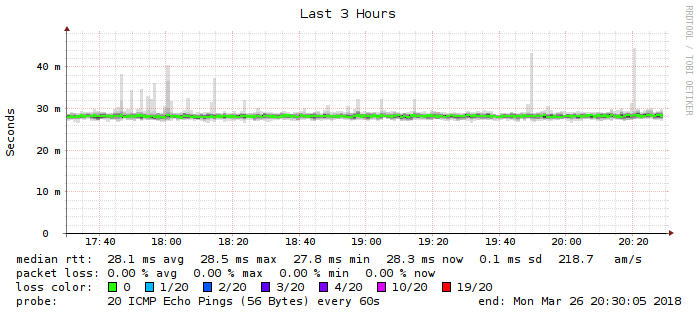 Last 3 Hours
RRDTOOL / TOBI OETIKER
Seconds
40 m
30 m
20 m
10 m
0
17:40 18:00 18:20 18:40 19:00 19:20 19:40 20:00 20:20
median rtt: 28.1 ms avg 28.5 ms max 27.8 ms min 28.3 ms now 0.1 ms sd 218.7 am/s
packet loss: 0.00 % avg 0.00 % max 0.00 % min 0.00 % now
loss color: 0 1/20 2/20 3/20 4/20 10/20 19/20
probe: 20 ICMP Echo Pings (56 Bytes) every 60s end: Mon Mar 26 20:30:05 2018